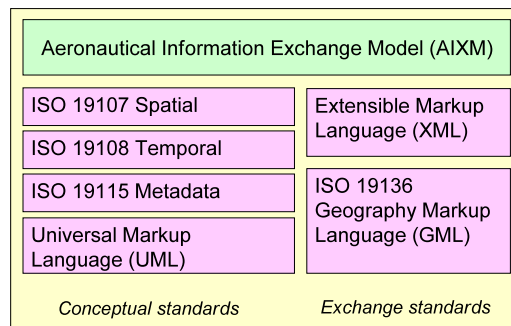 Aeronautical Information Exchange Model (AIXM)
ISO 19107 Spatial
ISO 19108 Temporal
ISO 19115 Metadata
Universal Markup
Language (UML)
Conceptual standards
Extensible Markup
Language (XML)
ISO 19136
Geography Markup
Language (GML)
Exchange standards